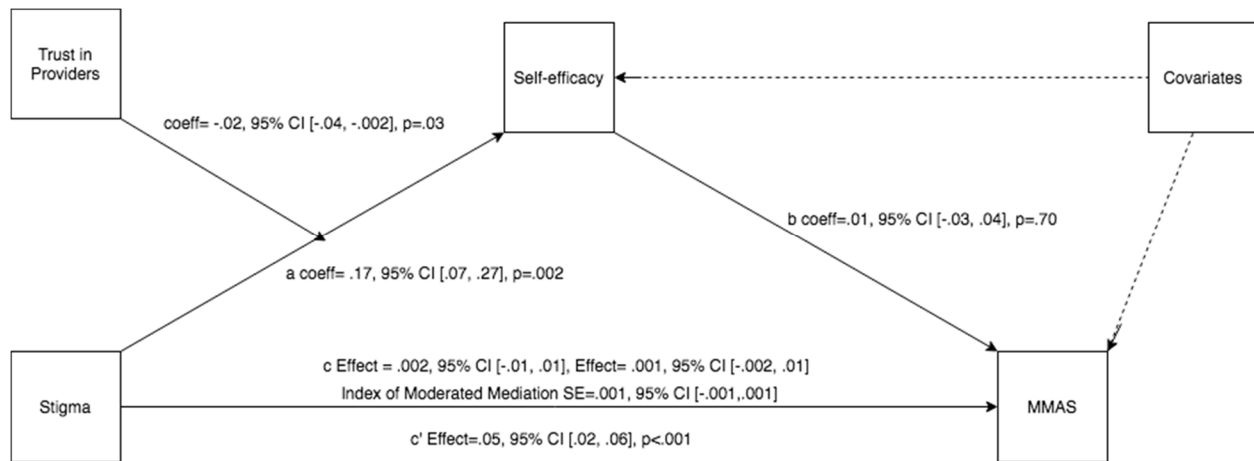 Trust in
Providers
Self-efficacy
Covariates
coeff= -.02, 95% CI [-.04, -.002], p=.03
b coeff=.01, 95% CI [-.03, .04], p=.70
a coeff= .17, 95% CI [.07, .27], p=.002
c Effect = .002, 95% CI [-.01, .01], Effect= .001, 95% CI [-.002, .01]
Index of Moderated Mediation SE=.001, 95% CI [-.001,.001]
Stigma
MMAS
c' Effect=.05, 95% CI [.02, .06], p<.001